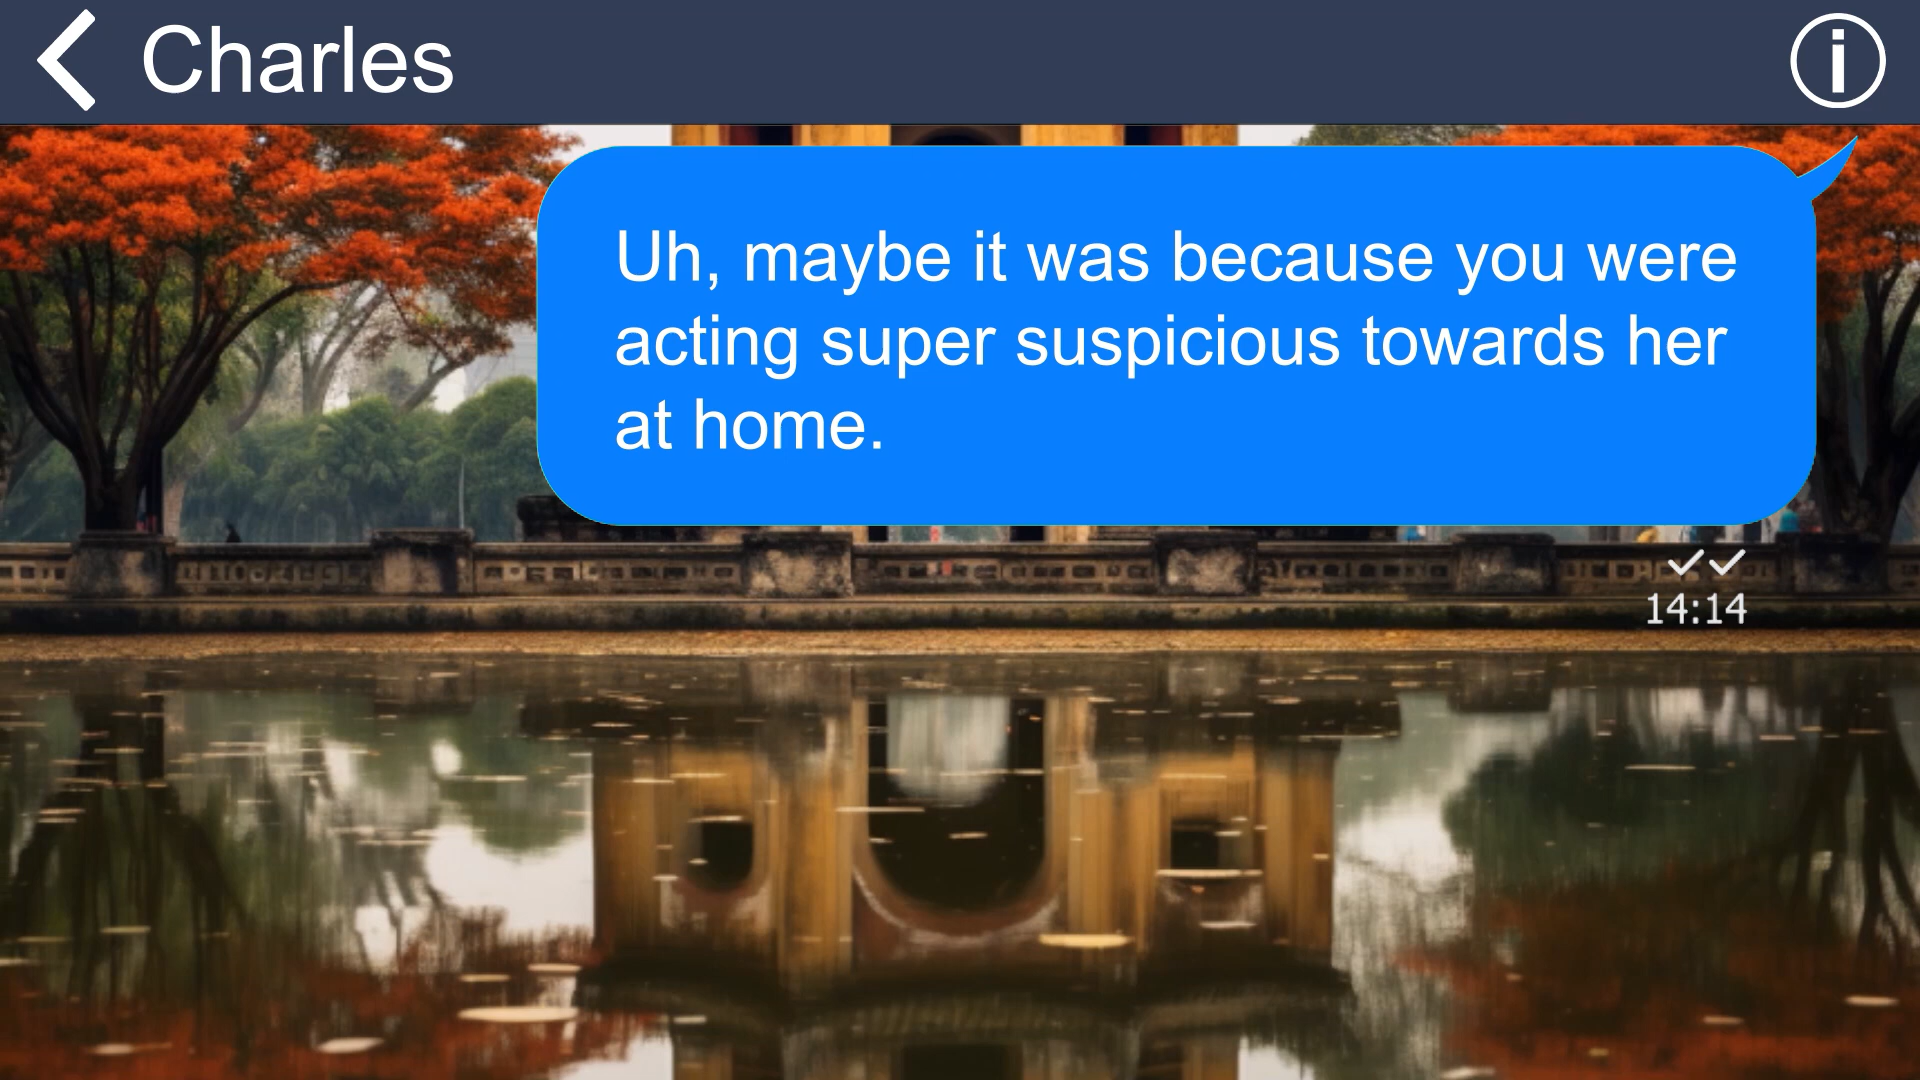 Charles
Uh, maybe it was because you were
acting super suspicious towards her
at home.
14:14